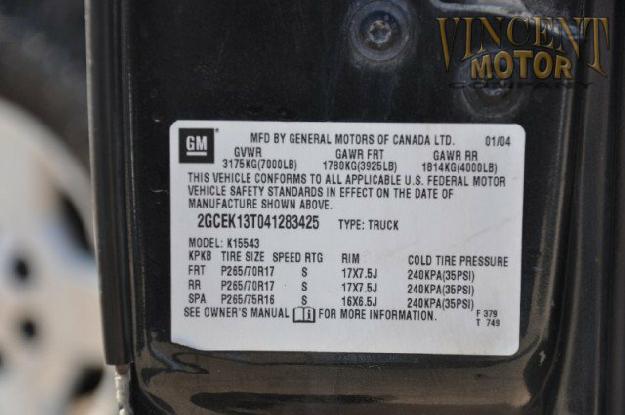 VINCENT
MOTOR
COMPANY
GM
MFD BY GENERAL MOTORS OF CANADA LTD. 01/04
GVWR GAWR FRT GAWR RR
3175KG(7000LB) 1780KG(3925LB) 1814KG(4000LB)
THIS VEHICLE CONFORMS TO ALL APPLICABLE U.S. FEDERAL MOTOR
VEHICLE SAFETY STANDARDS IN EFFECT ON THE DATE OF
MANUFACTURE SHOWN ABOVE.
2GCEK13T041283425 TYPE: TRUCK
MODEL: K15543
KPKB TIRE SIZE SPEED RTG RIM COLD TIRE PRESSURE
FRT P265/70R17 S 17X7.5J 240KPA(35PSI)
RR P265/70R17 S 17X7.5J 240KPA(35PSI)
SPA P265/75R16 S 16X6.5J 240KPA(35PSI)
SEE OWNER'S MANUAL FOR MORE INFORMATION. F 379
T 749